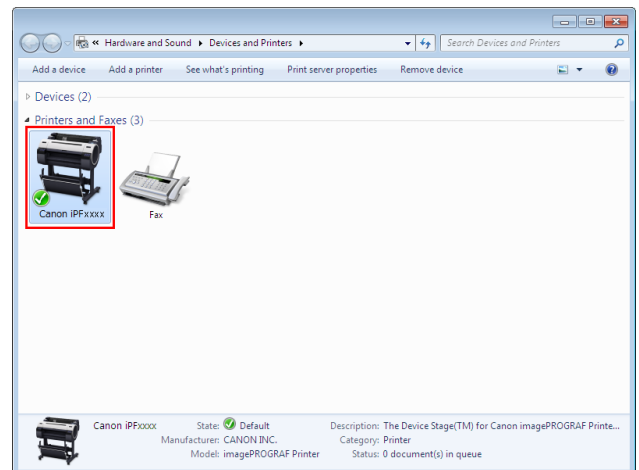 « Hardware and Sound ▸ Devices and Printers ▸
Search Devices and Printers
Add a device Add a printer See what's printing Print server properties Remove device
Devices (2)
Printers and Faxes (3)
Canon iPFxxxx Fax
Canon iPFxxxx State: Default Description: The Device Stage(TM) for Canon imagePROGRAF Printe...
Manufacturer: CANON INC. Category: Printer
Model: imagePROGRAF Printer Status: 0 document(s) in queue